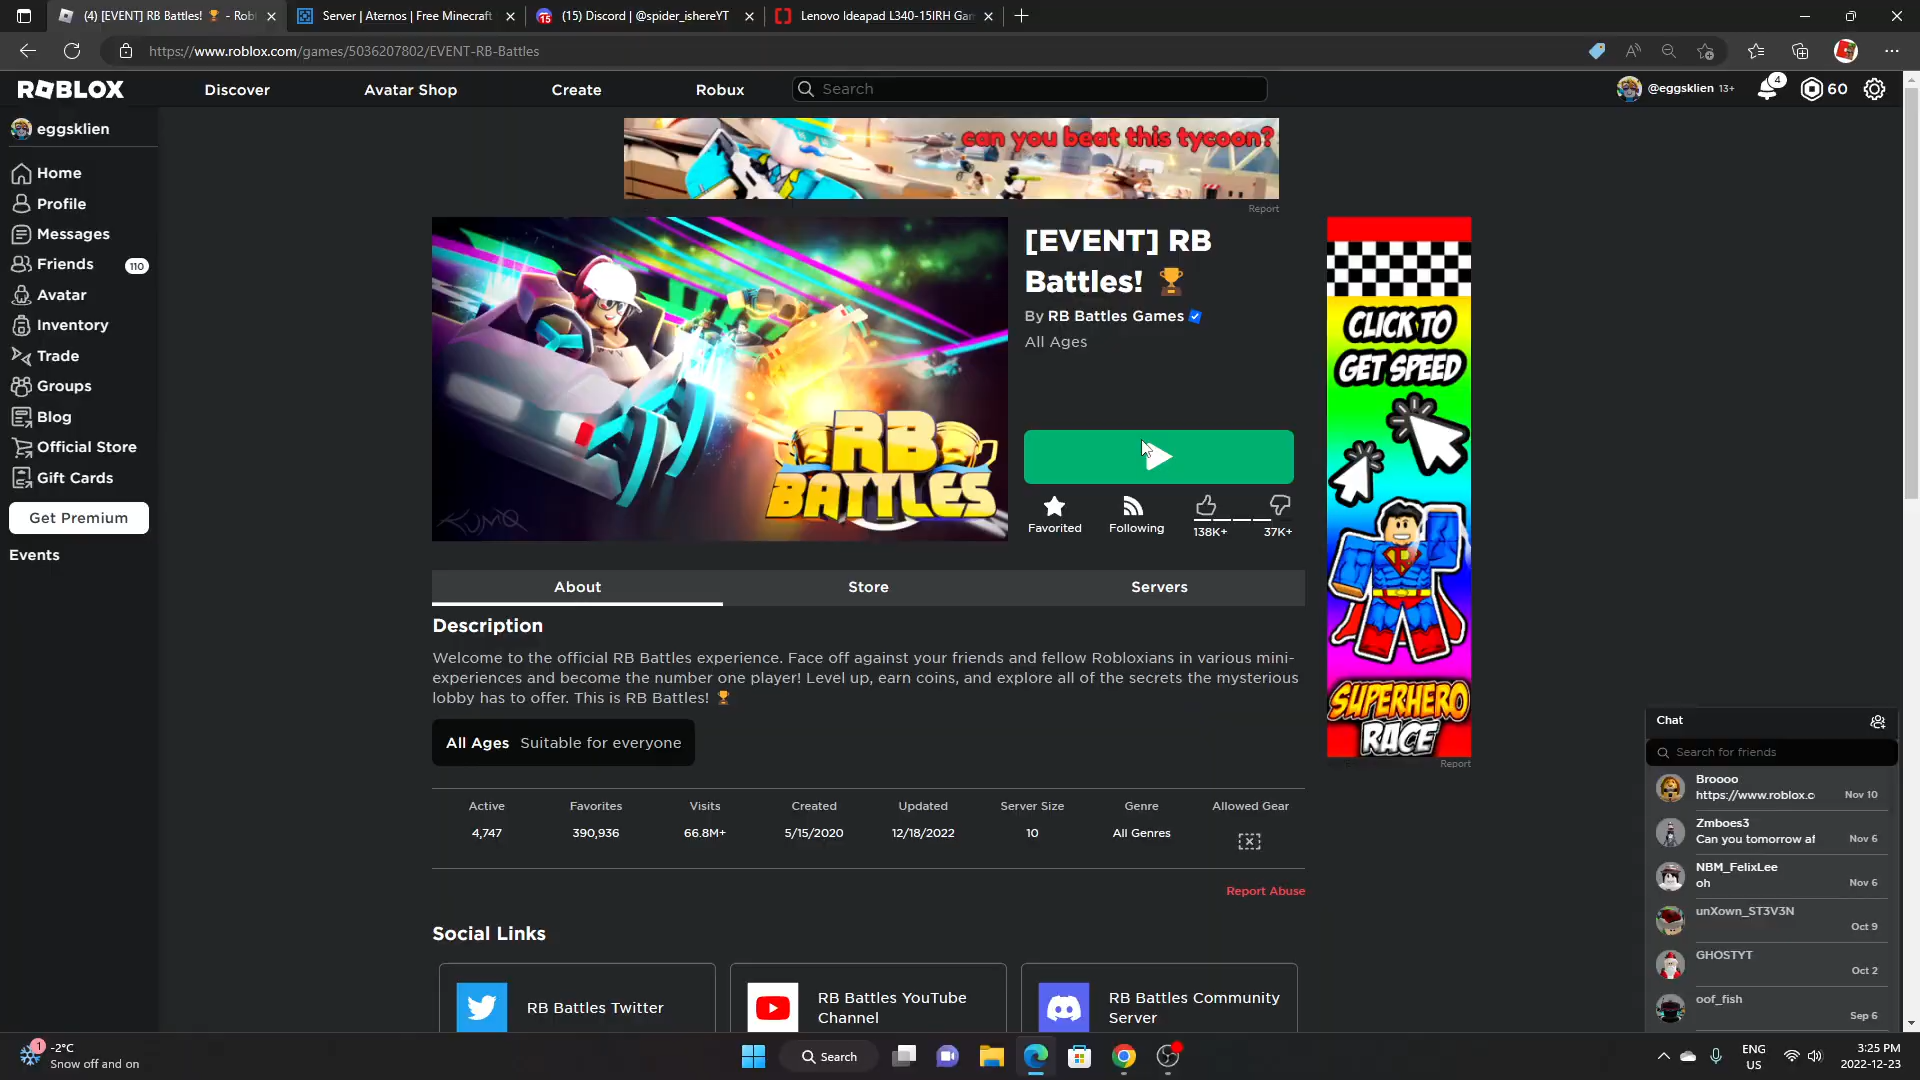 (4) [EVENT] RB Battles! 🏆 - Rob
Server | Aternos | Free Minecraft
15
(15) Discord | @spider_ishereYT
Lenovo Ideapad L340-15IRH Gam
https://www.roblox.com/games/5036207802/EVENT-RB-Battles
ROBLOX
Discover
Avatar Shop
Create
Robux
Search
@eggsklien 13+
4
60
eggsklien
Home
Profile
Messages
Friends
110
Avatar
Inventory
Trade
Groups
Blog
Official Store
Gift Cards
Get Premium
Events
can you beat this tycoon?
Report
RB
BATTLES
KUMO
[EVENT] RB
Battles! 🏆
By RB Battles Games
All Ages
Favorited
Following
138K+
37K+
CLICK TO
GET SPEED
R
SUPERHERO
RACE
Report
About
Store
Servers
Description
Welcome to the official RB Battles experience. Face off against your friends and fellow Robloxians in various mini-
experiences and become the number one player! Level up, earn coins, and explore all of the secrets the mysterious
lobby has to offer. This is RB Battles! 🏆
All Ages Suitable for everyone
Active
Favorites
Visits
Created
Updated
Server Size
Genre
Allowed Gear
4,747
390,936
66.8M+
5/15/2020
12/18/2022
10
All Genres
Report Abuse
Social Links
RB Battles Twitter
RB Battles YouTube
Channel
RB Battles Community
Server
Chat
Search for friends
Broooo
https://www.roblox.c
Nov 10
Zmboes3
Can you tomorrow af
Nov 6
NBM_FelixLee
oh
Nov 6
unXown_ST3V3N
Oct 9
GHOSTYT
Oct 2
oof_fish
Sep 6
1
-2°C
Snow off and on
Search
ENG
US
3:25 PM
2022-12-23